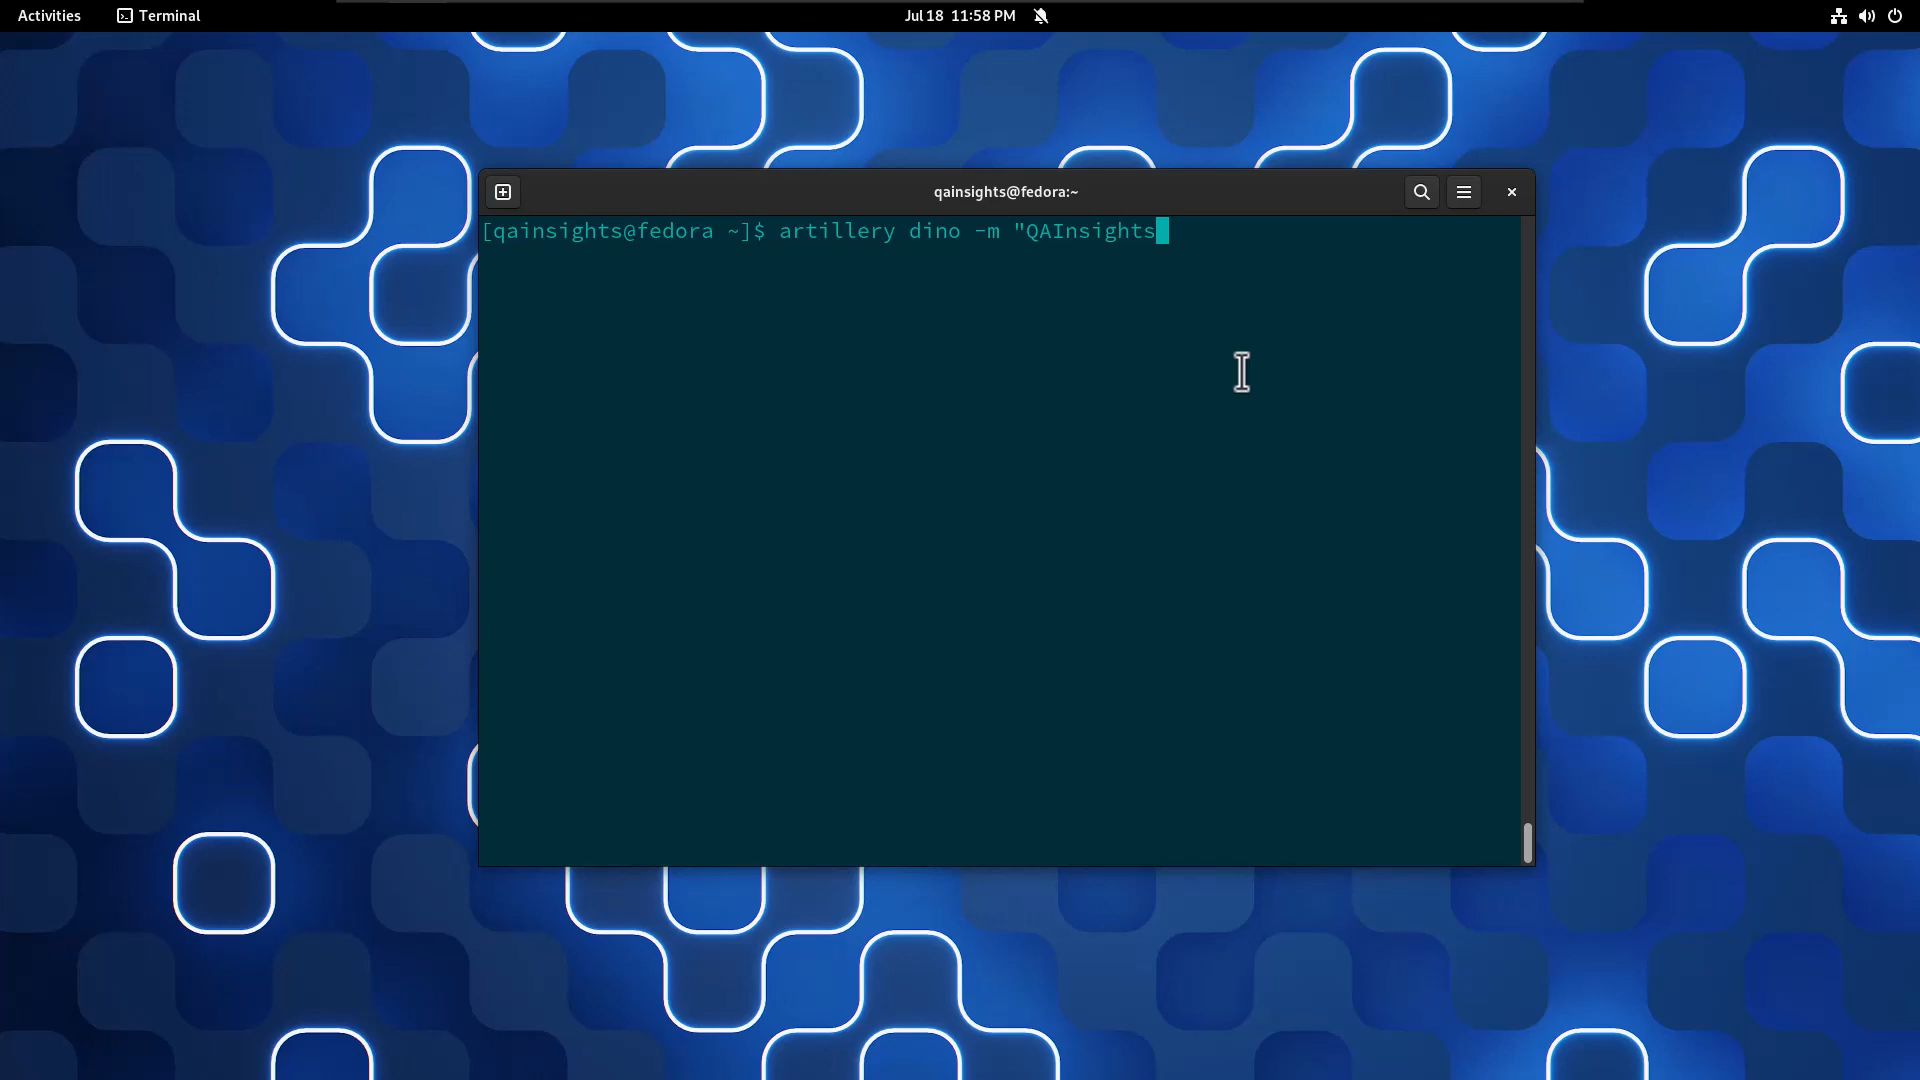 Activities
Terminal
Jul 18 11:58 PM
qainsights@fedora:~
[qainsights@fedora ~]$ artillery dino -m "QAInsights